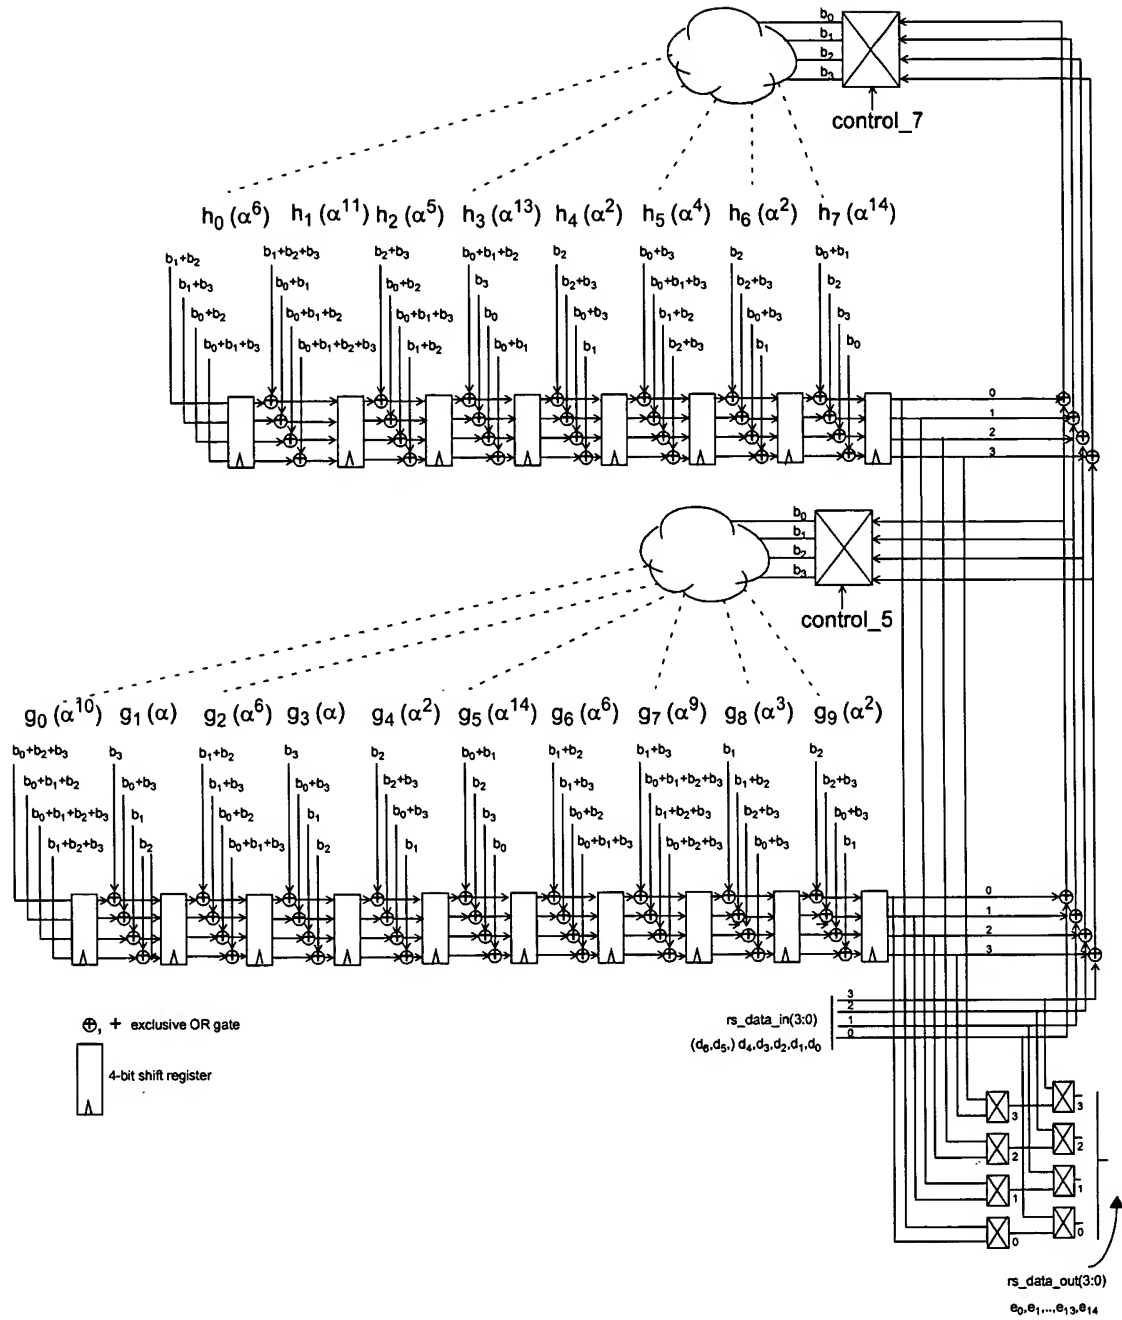 b₀
b₁
b₂
b₃
control_7
h₀ (α⁶) h₁ (α¹¹) h₂ (α⁵) h₃ (α¹³) h₄ (α²) h₅ (α⁴) h₆ (α²) h₇ (α¹⁴)
b₁+b₂ b₁+b₂+b₃ b₂+b₃ b₀+b₁+b₂ b₂ b₀+b₃ b₂ b₀+b₁
b₁+b₃ b₀+b₁ b₀+b₂ b₃ b₂+b₃ b₀+b₁+b₃ b₂+b₃ b₂
b₀+b₂ b₀+b₁+b₂ b₀+b₁+b₃ b₀ b₀+b₃ b₁+b₂ b₀+b₃ b₃
b₀+b₁+b₃ b₀+b₁+b₂+b₃ b₁+b₂ b₀+b₁ b₁ b₂+b₃ b₁ b₀
0
1
2
3
b₀
b₁
b₂
b₃
control_5
g₀ (α¹⁰) g₁ (α) g₂ (α⁶) g₃ (α) g₄ (α²) g₅ (α¹⁴) g₆ (α⁶) g₇ (α⁹) g₈ (α³) g₉ (α²)
b₀+b₂+b₃ b₃ b₁+b₂ b₃ b₂ b₀+b₁ b₁+b₂ b₁+b₃ b₁ b₂
b₀+b₁+b₂ b₀+b₃ b₁+b₃ b₀+b₃ b₂+b₃ b₂ b₁+b₃ b₀+b₁+b₂+b₃ b₁+b₂ b₂+b₃
b₀+b₁+b₂+b₃ b₁ b₀+b₂ b₁ b₀+b₃ b₃ b₀+b₂ b₁+b₂+b₃ b₂+b₃ b₀+b₃
b₁+b₂+b₃ b₂ b₀+b₁+b₃ b₂ b₁ b₀ b₀+b₁+b₃ b₀+b₂+b₃ b₀+b₃ b₁
0
1
2
3
3
2
1
0
rs_data_in(3:0)
(d₆,d₅,) d₄,d₃,d₂,d₁,d₀
⊕, + exclusive OR gate
4-bit shift register
3 3
2 2
1 1
0 0
rs_data_out(3:0)
e₀,e₁,..,e₁₃,e₁₄